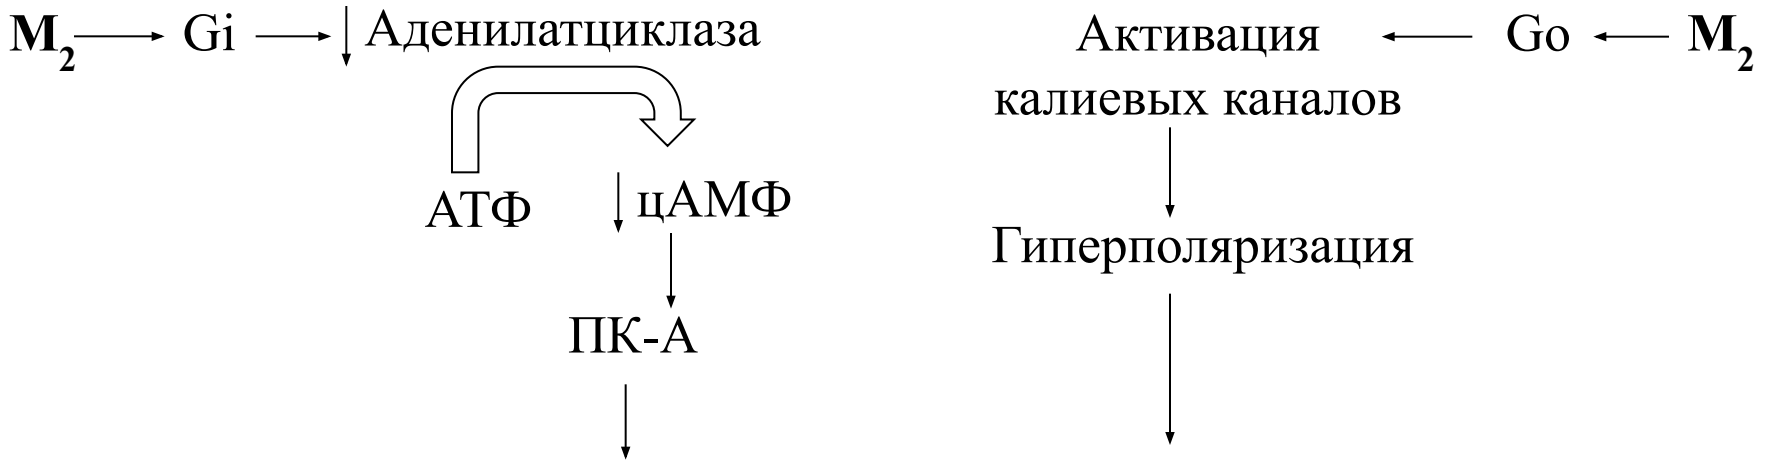 M2 Gi Аденилатциклаза
АТФ цАМФ
ПК-А
Активация Go M2
калиевых каналов
Гиперполяризация